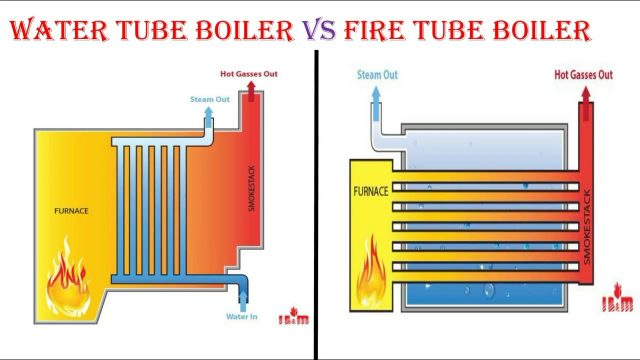 WATER TUBE BOILER VS FIRE TUBE BOILER
Hot Gasses Out
Steam Out
FURNACE
SMOKESTACK
Water In
Steam Out
Hot Gasses Out
FURNACE
SMOKESTACK